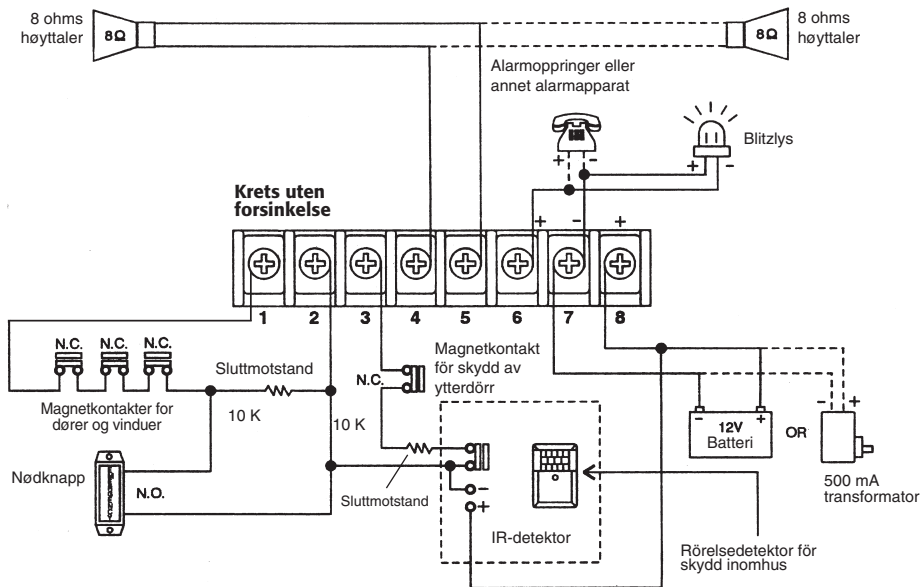 8 ohms
høyttaler
8Ω
8Ω
8 ohms
høyttaler
Alarmoppringer eller
annet alarmapparat
+ -
Blitzlys
+ -
Krets uten
forsinkelse
+ - +
1 2 3 4 5 6 7 8
N.C. N.C. N.C.
Sluttmotstand
10 K
Magnetkontakter for
dører og vinduer
N.C.
Magnetkontakt
för skydd av
ytterdörr
10 K
Nødknapp
N.O.
Sluttmotstand
-
+
IR-detektor
- +
12V
Batteri
OR
- +
500 mA
transformator
Rörelsedetektor för
skydd inomhus